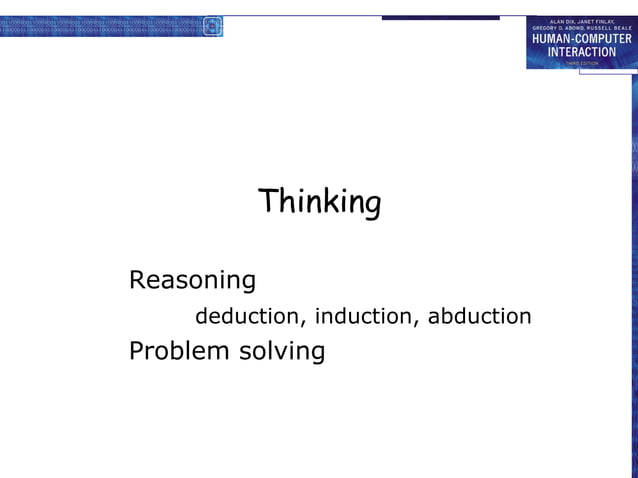 ALAN DIX, JANET FINLAY,
GREGORY D. ABOWD, RUSSELL BEALE
HUMAN-COMPUTER
INTERACTION
THIRD EDITION
Thinking
Reasoning
deduction, induction, abduction
Problem solving